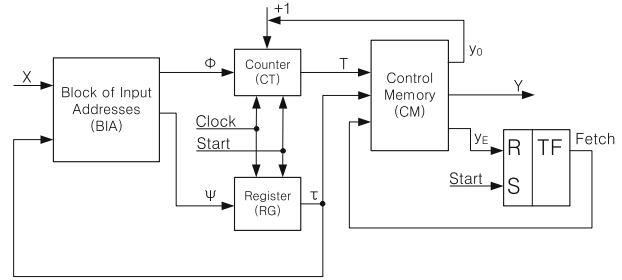 +1
X
Block of Input
Addresses
(BIA)
Φ
Counter
(CT)
T
Control
Memory
(CM)
y0
Y
Clock
Start
yE
R TF
Fetch
Start
S
Ψ
Register
(RG)
τ